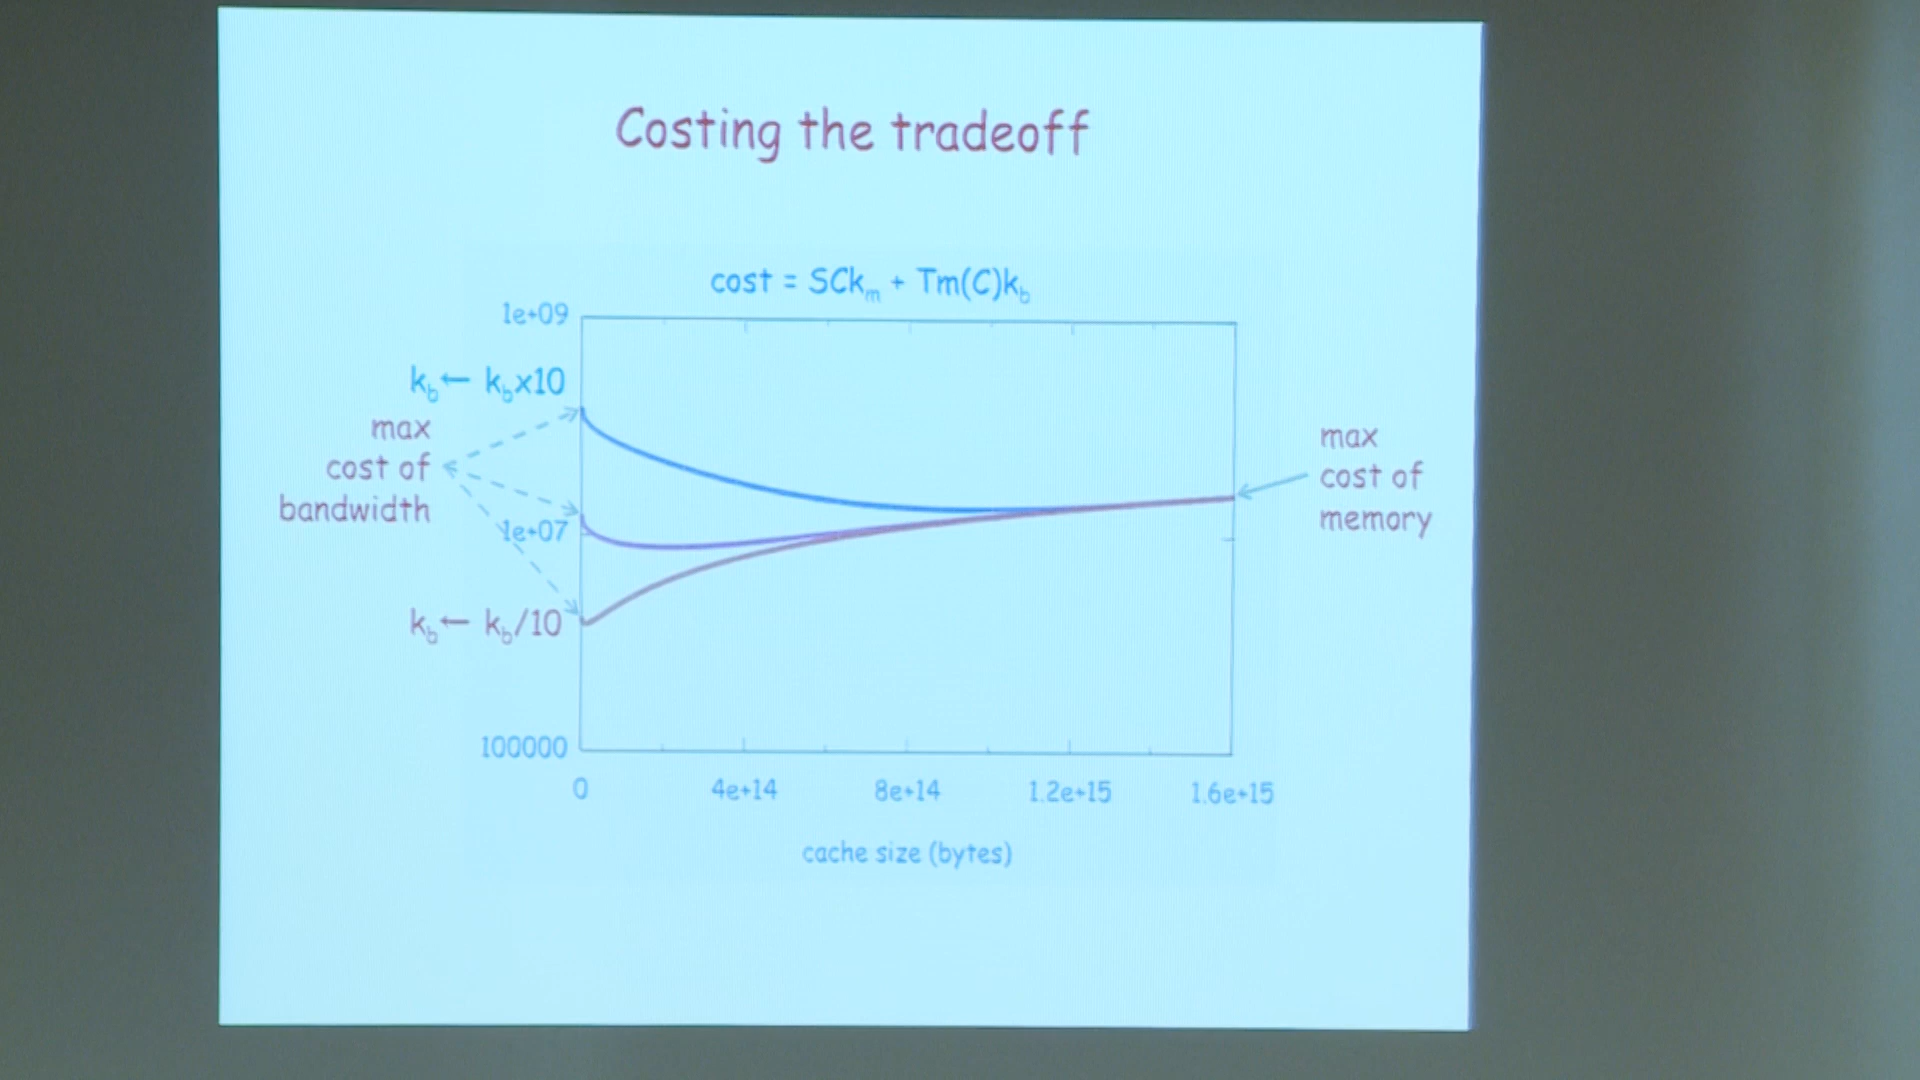 Costing the tradeoff
cost = SCkₘ + Tm(C)k_b
1e+09
k_b← k_bx10
max
cost of
bandwidth
1e+07
k_b← k_b/10
100000
max
cost of
memory
0 4e+14 8e+14 1.2e+15 1.6e+15
cache size (bytes)